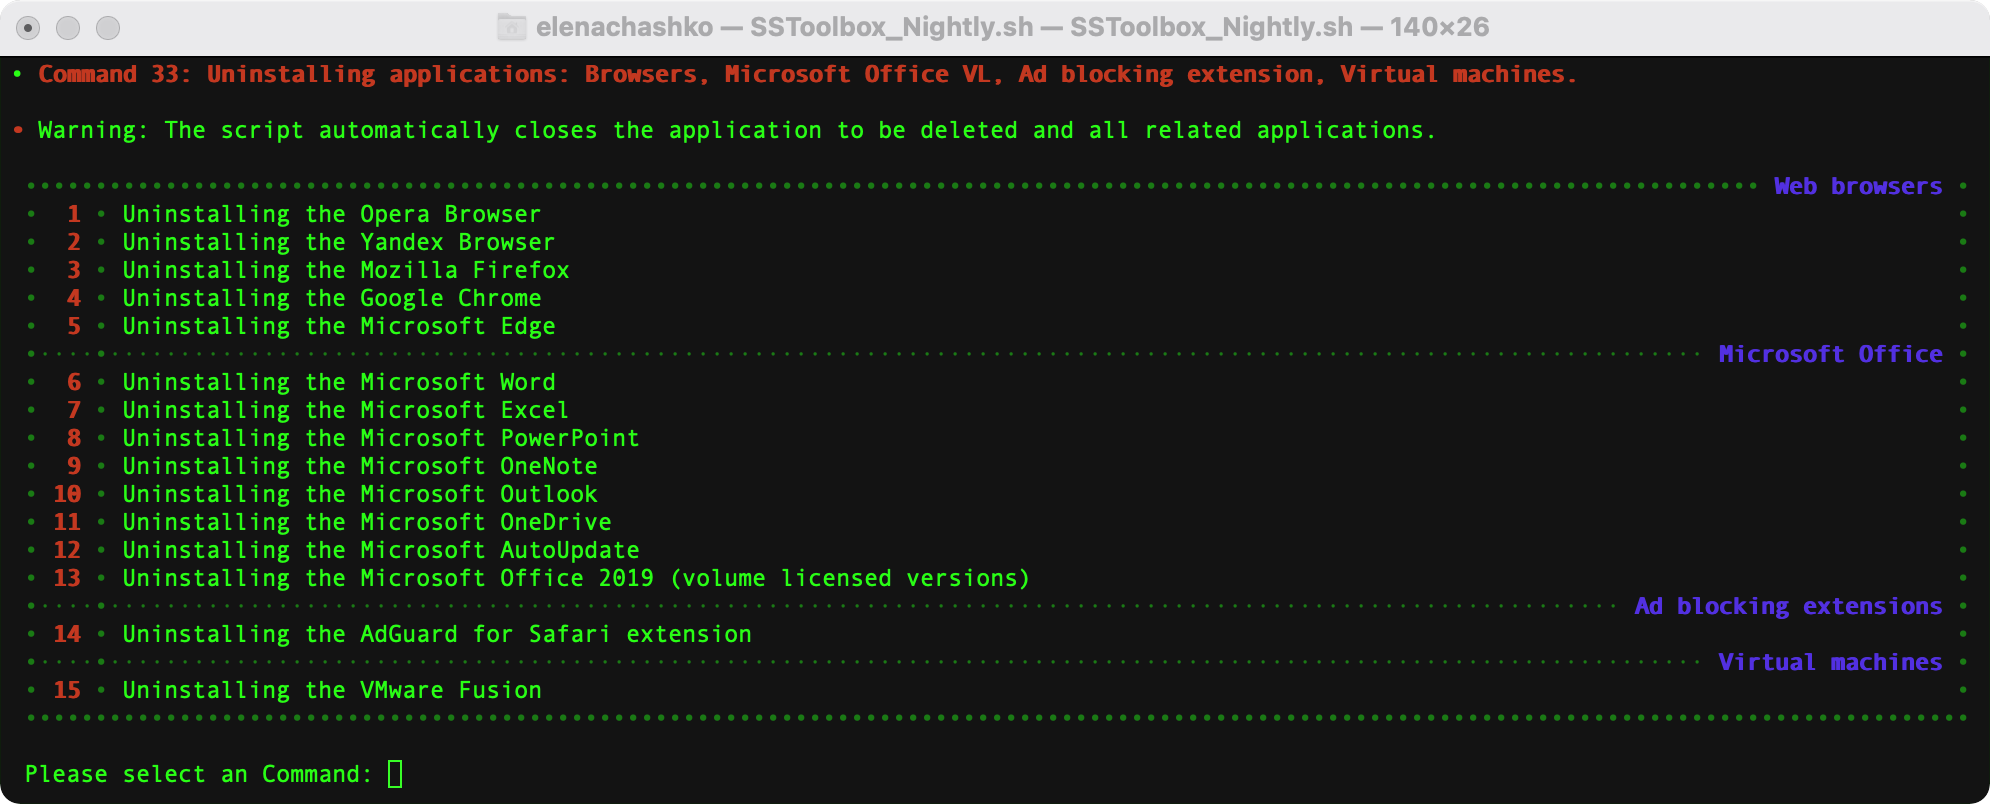 elenachashko — SSToolbox_Nightly.sh — SSToolbox_Nightly.sh — 140×26
• Command 33: Uninstalling applications: Browsers, Microsoft Office VL, Ad blocking extension, Virtual machines.
• Warning: The script automatically closes the application to be deleted and all related applications.
Web browsers
1 • Uninstalling the Opera Browser
2 • Uninstalling the Yandex Browser
3 • Uninstalling the Mozilla Firefox
4 • Uninstalling the Google Chrome
5 • Uninstalling the Microsoft Edge
Microsoft Office
6 • Uninstalling the Microsoft Word
7 • Uninstalling the Microsoft Excel
8 • Uninstalling the Microsoft PowerPoint
9 • Uninstalling the Microsoft OneNote
10 • Uninstalling the Microsoft Outlook
11 • Uninstalling the Microsoft OneDrive
12 • Uninstalling the Microsoft AutoUpdate
13 • Uninstalling the Microsoft Office 2019 (volume licensed versions)
Ad blocking extensions
14 • Uninstalling the AdGuard for Safari extension
Virtual machines
15 • Uninstalling the VMware Fusion
Please select an Command: